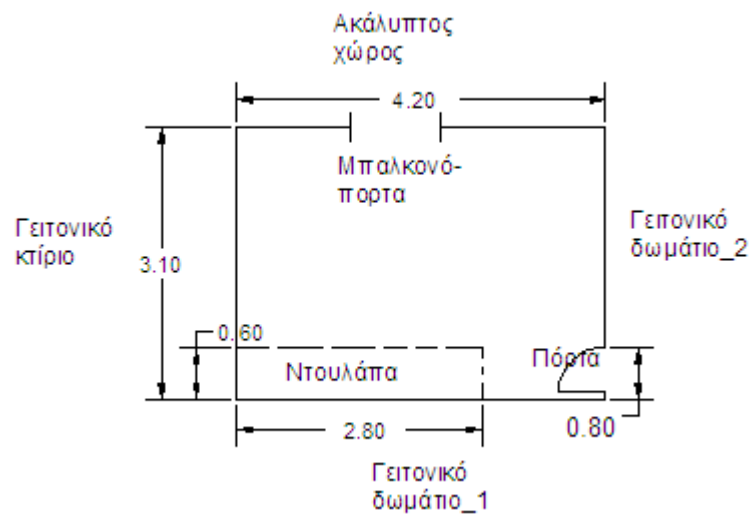 Ακάλυπτος
χώρος
4.20
Μπαλκονό-
πορτα
Γειτονικό
κτίριο
3.10
Γειτονικό
δωμάτιο_2
0.60
Ντουλάπα
Πόρτα
0.80
2.80
Γειτονικό
δωμάτιο_1